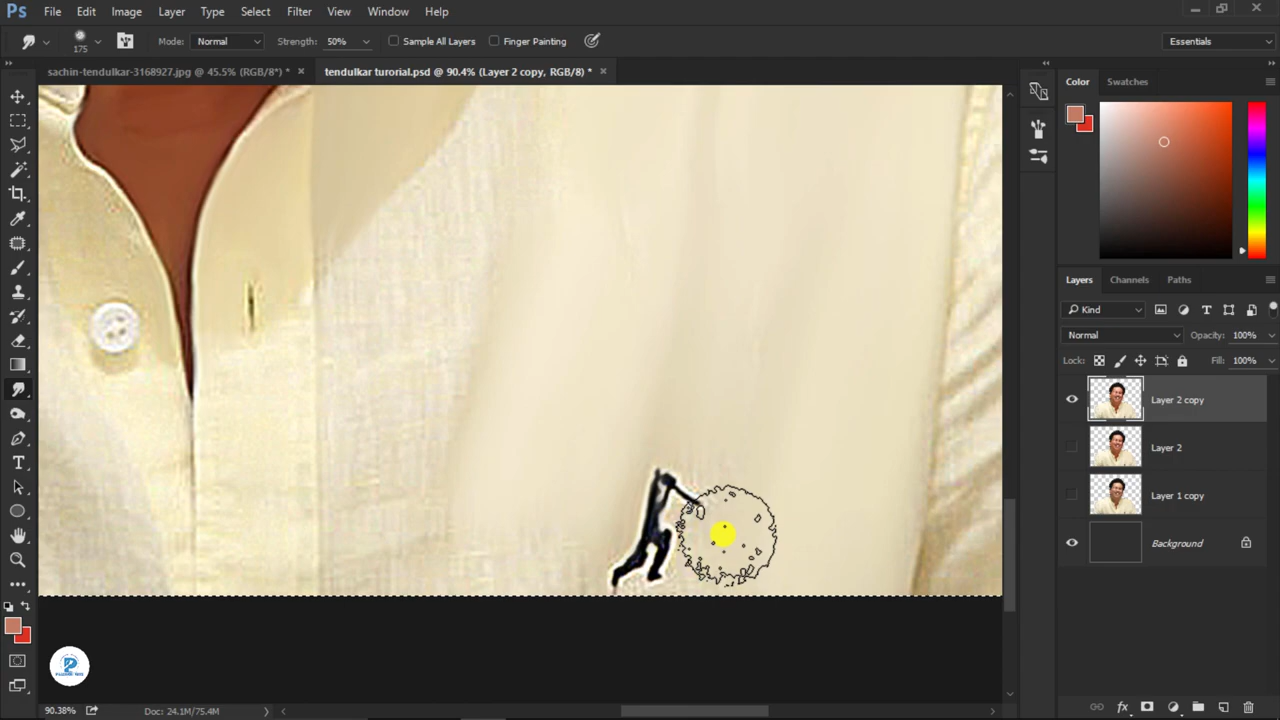 Ps File Edit Image Layer Type Select Filter View Window Help
175 Mode: Normal Strength: 50% Sample All Layers Finger Painting Essentials
sachin-tendulkar-3168927.jpg @ 45.5% (RGB/8*) * × tendulkar turorial.psd @ 90.4% (Layer 2 copy, RGB/8) * ×
Color Swatches
Layers Channels Paths
Kind
Normal Opacity: 100%
Lock: Fill: 100%
Layer 2 copy
Layer 2
Layer 1 copy
Background
90.38% Doc: 24.1M/75.4M